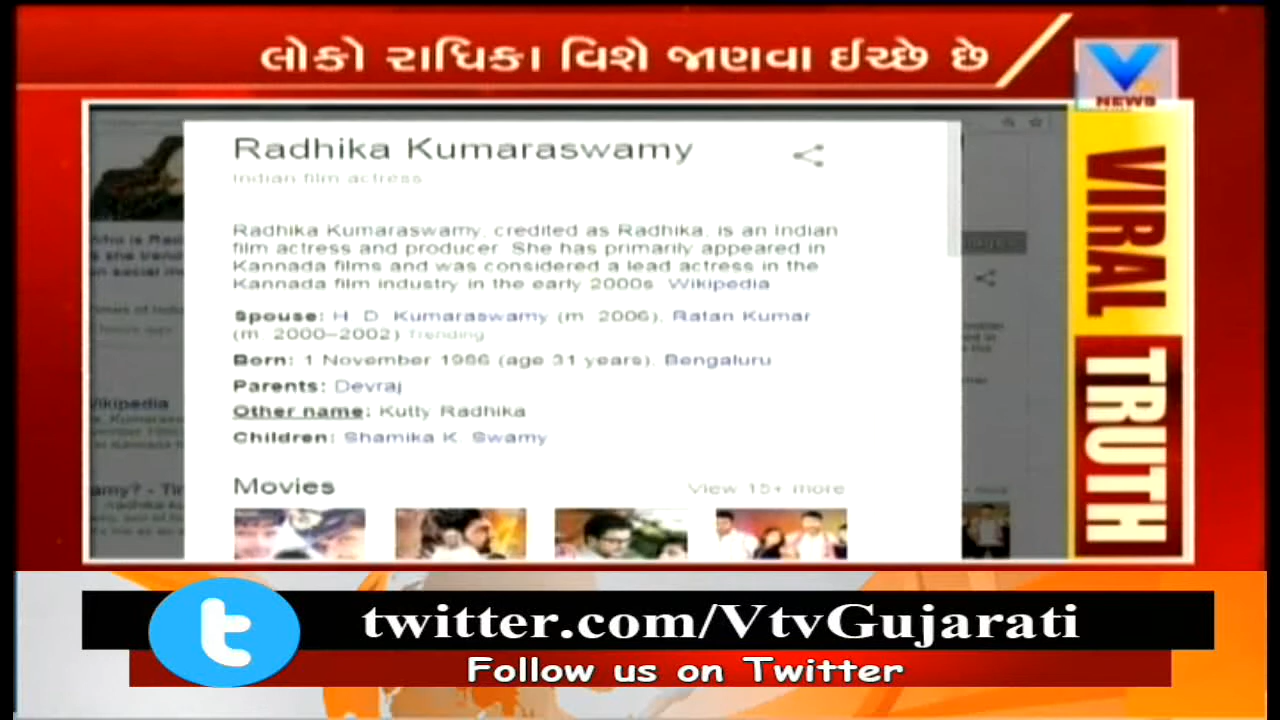 લોકો રાધિકા વિશે જાણવા ઈચ્છે છે
NEWS
Radhika Kumaraswamy
Indian film actress
Radhika Kumaraswamy, credited as Radhika, is an Indian
film actress and producer. She has primarily appeared in
Kannada films and was considered a lead actress in the
Kannada film industry in the early 2000s. Wikipedia
Spouse: H. D. Kumaraswamy (m. 2006), Ratan Kumar
(m. 2000–2002) Trending
Born: 1 November 1986 (age 31 years), Bengaluru
Parents: Devraj
Other name: Kutty Radhika
Children: Shamika K. Swamy
Movies
View 15+ more
VIRAL
TRUTH
Wikipedia
twitter.com/VtvGujarati
Follow us on Twitter